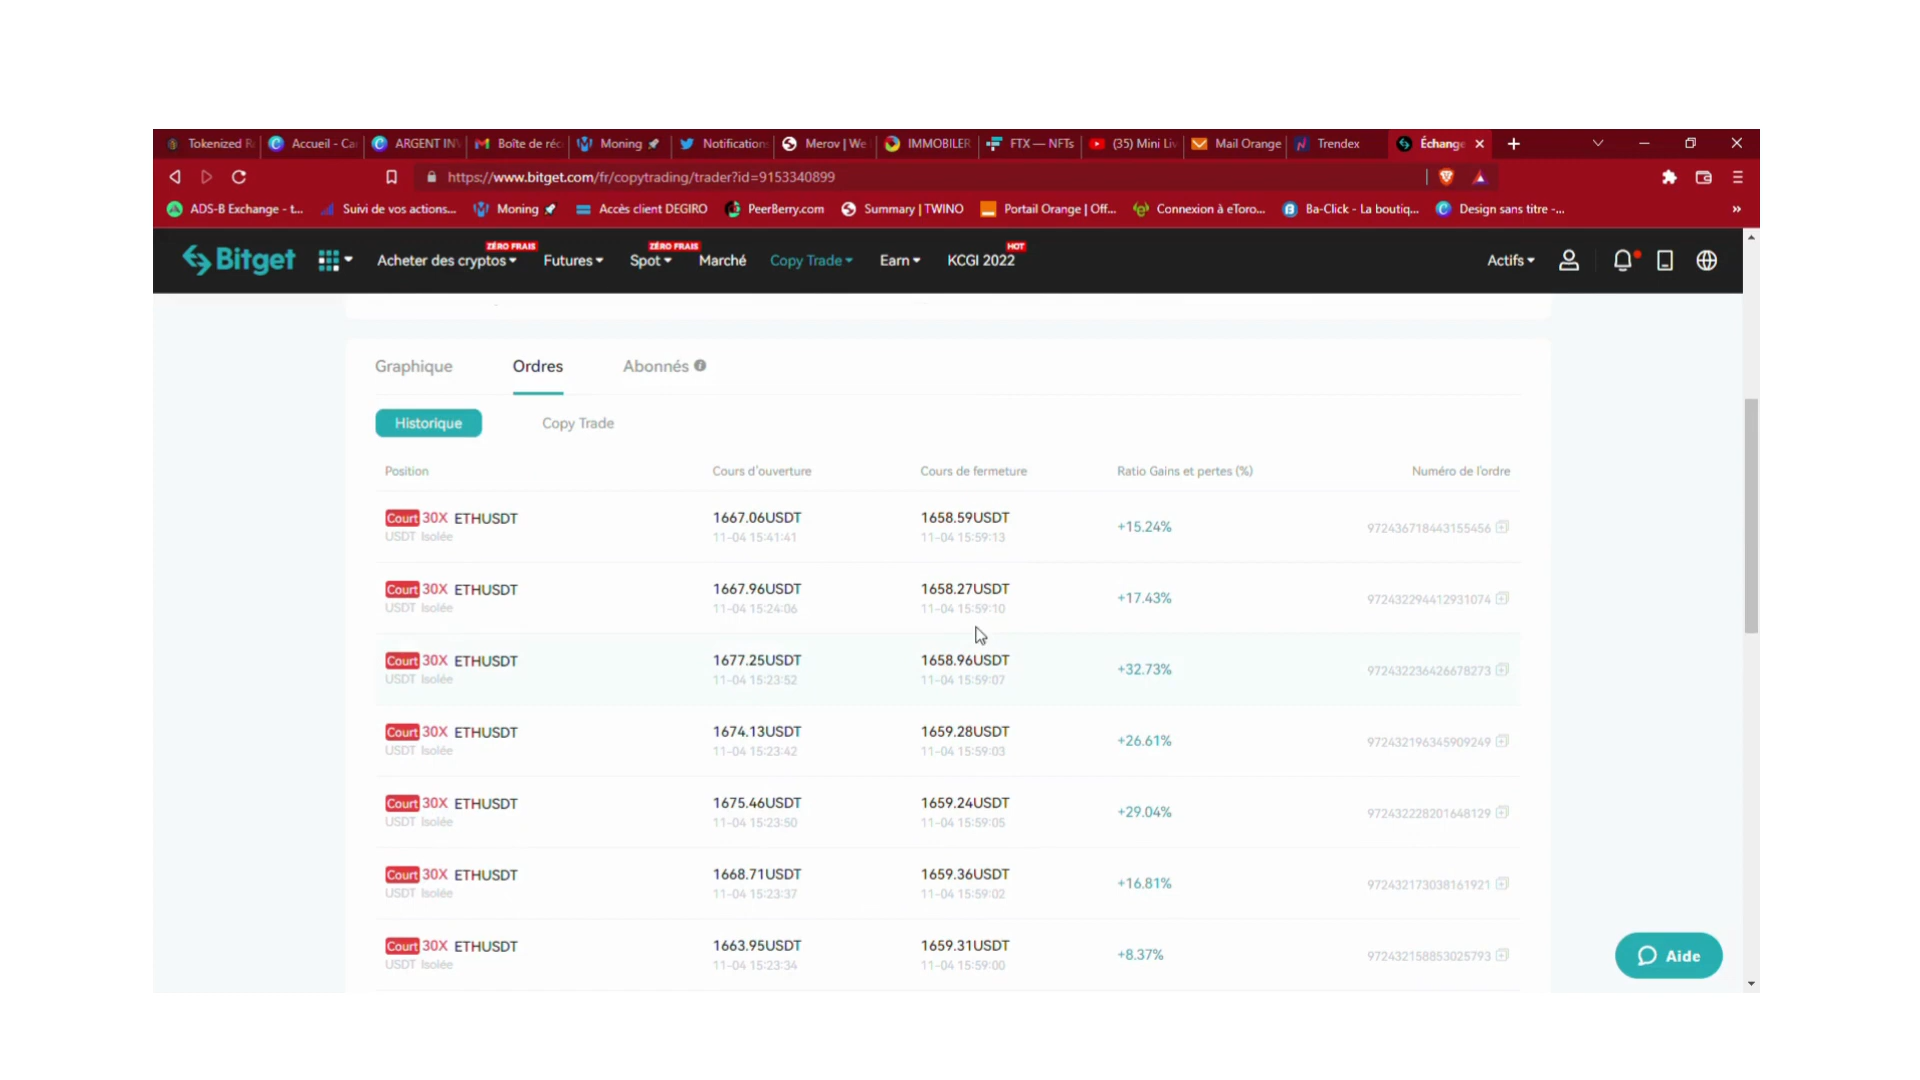 Tokenized R Accueil - Ca ARGENT IN Boîte de réc Moning Notification Merov | We IMMOBILER FTX — NFTs (35) Mini Liv Mail Orange Trendex Échange
https://www.bitget.com/fr/copytrading/trader?id=9153340899
ADS-B Exchange - t... Suivi de vos actions... Moning Accès client DEGIRO PeerBerry.com Summary | TWINO Portail Orange | Off... Connexion à eToro... Ba-Click - La boutiq... Design sans titre -... »
ZÉRO FRAIS ZÉRO FRAIS HOT
Bitget Acheter des cryptos Futures Spot Marché Copy Trade Earn KCGI 2022 Actifs
Graphique Ordres Abonnés
Historique Copy Trade
Position Cours d'ouverture Cours de fermeture Ratio Gains et pertes (%) Numéro de l'ordre
Court 30X ETHUSDT 1667.06USDT 1658.59USDT +15.24% 972436718443155456
USDT Isolée 11-04 15:41:41 11-04 15:59:13
Court 30X ETHUSDT 1667.96USDT 1658.27USDT +17.43% 972432294412931074
USDT Isolée 11-04 15:24:06 11-04 15:59:10
Court 30X ETHUSDT 1677.25USDT 1658.96USDT +32.73% 972432236426678273
USDT Isolée 11-04 15:23:52 11-04 15:59:07
Court 30X ETHUSDT 1674.13USDT 1659.28USDT +26.61% 972432196345909249
USDT Isolée 11-04 15:23:42 11-04 15:59:03
Court 30X ETHUSDT 1675.46USDT 1659.24USDT +29.04% 972432228201648129
USDT Isolée 11-04 15:23:50 11-04 15:59:05
Court 30X ETHUSDT 1668.71USDT 1659.36USDT +16.81% 972432173038161921
USDT Isolée 11-04 15:23:37 11-04 15:59:02
Court 30X ETHUSDT 1663.95USDT 1659.31USDT +8.37% 972432158853025793
USDT Isolée 11-04 15:23:34 11-04 15:59:00
Aide